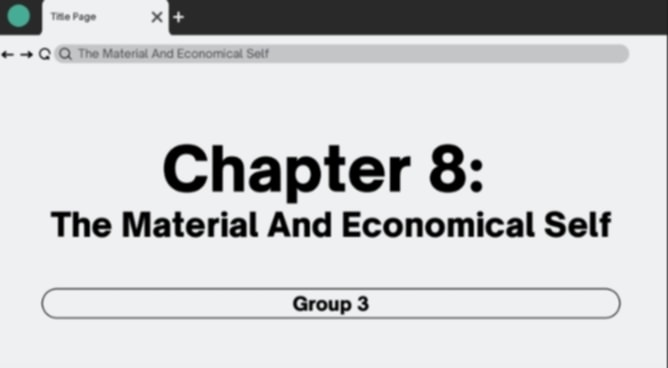 Title Page
The Material And Economical Self
Chapter 8:
The Material And Economical Self
Group 3